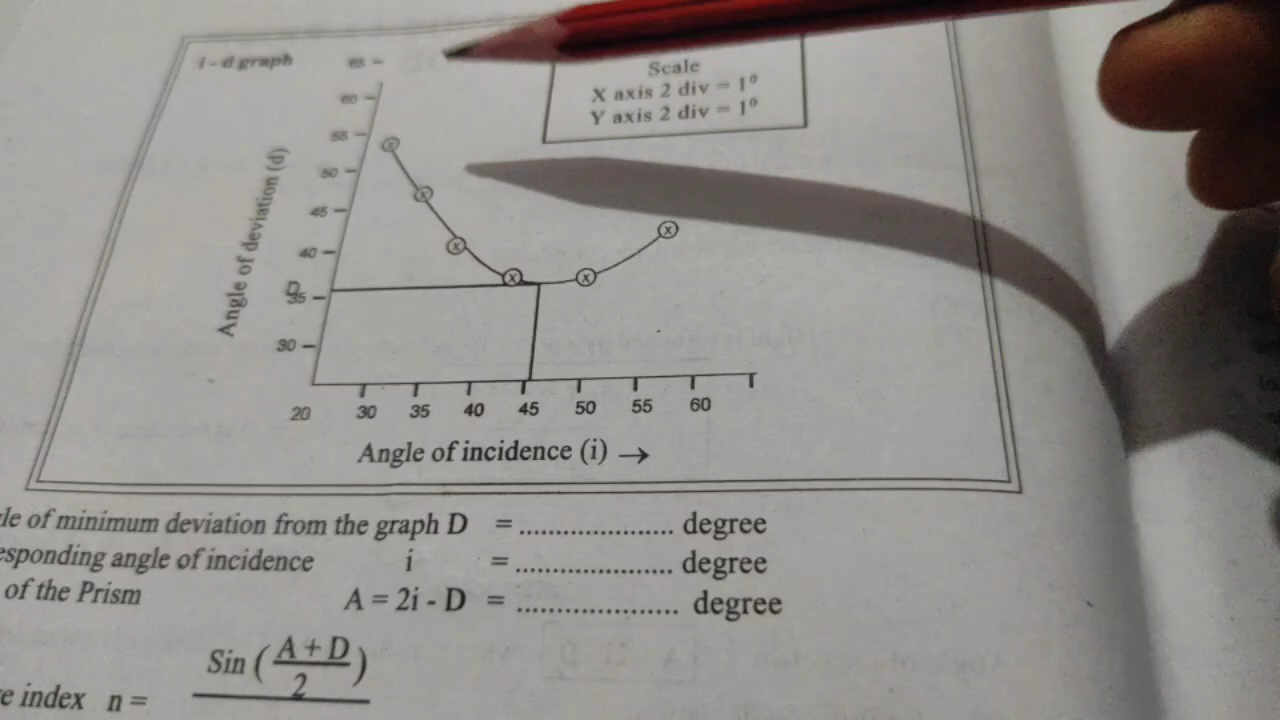 i - d graph
65
60
55
50
45
40
D
35
30
Angle of deviation (d)
Scale
X axis 2 div = 1°
Y axis 2 div = 1°
20 30 35 40 45 50 55 60
Angle of incidence (i) →
le of minimum deviation from the graph D = .................... degree
esponding angle of incidence i = .................... degree
of the Prism A = 2i - D = .................... degree
e index n = Sin (A + D / 2)